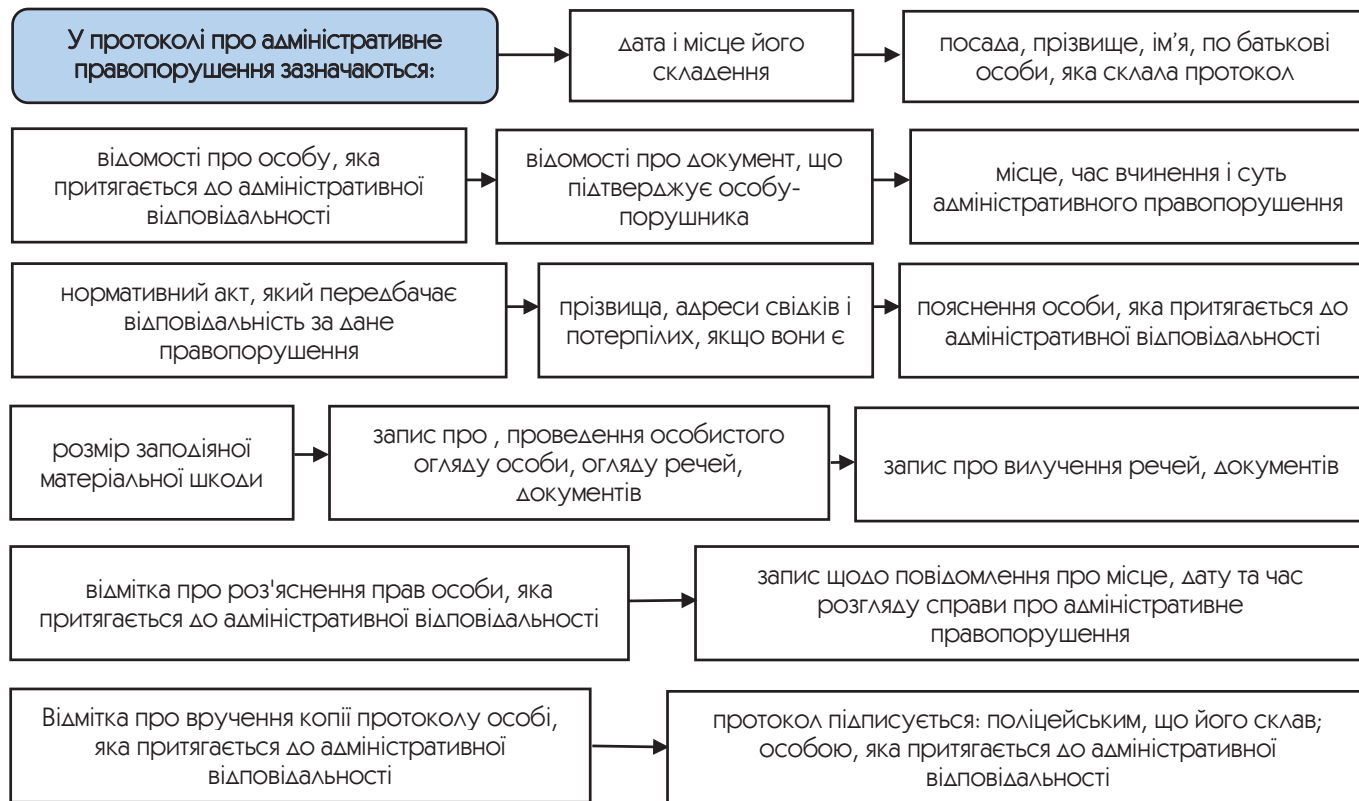 У протоколі про адміністративне
правопорушення зазначаються:
дата і місце його
складення
посада, прізвище, ім’я, по батькові
особи, яка склала протокол
відомості про особу, яка
притягається до адміністративної
відповідальності
відомості про документ, що
підтверджує особу-
порушника
місце, час вчинення і суть
адміністративного правопорушення
нормативний акт, який передбачає
відповідальність за дане
правопорушення
прізвища, адреси свідків і
потерпілих, якщо вони є
пояснення особи, яка притягається до
адміністративної відповідальності
розмір заподіяної
матеріальної шкоди
запис про , проведення особистого
огляду особи, огляду речей,
документів
запис про вилучення речей, документів
відмітка про роз'яснення прав особи, яка
притягається до адміністративної відповідальності
запис щодо повідомлення про місце, дату та час
розгляду справи про адміністративне
правопорушення
Відмітка про вручення копії протоколу особі,
яка притягається до адміністративної
відповідальності
протокол підписується: поліцейським, що його склав;
особою, яка притягається до адміністративної
відповідальності